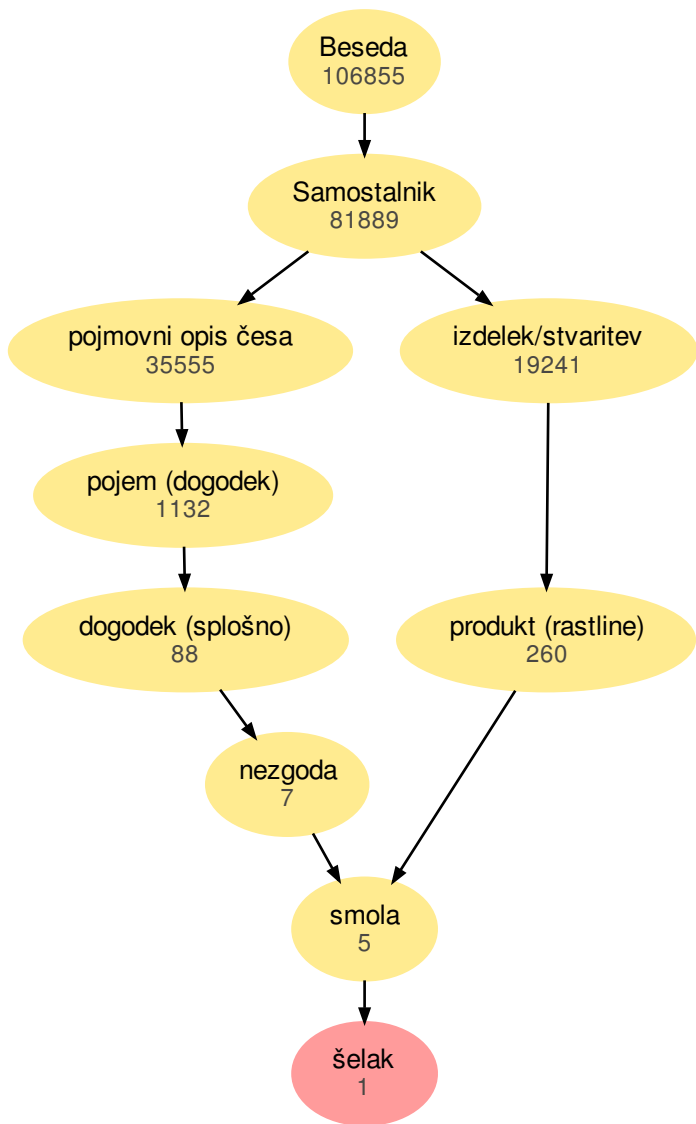 Beseda
106855
Samostalnik
81889
pojmovni opis česa
35555
izdelek/stvaritev
19241
pojem (dogodek)
1132
dogodek (splošno)
88
produkt (rastline)
260
nezgoda
7
smola
5
šelak
1